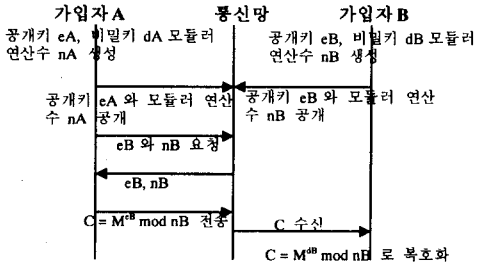 가입자 A 통신망 가입자 B
공개키 eA, 비밀키 dA 모듈러
연산수 nA 생성
공개키 eB, 비밀키 dB 모듈러
연산수 nB 생성
공개키 eA 와 모듈러 연산
수 nA 공개
공개키 eB 와 모듈러 연산
수 nB 공개
eB 와 nB 요청
eB, nB
C = M^eB mod nB 전송
C 수신
C = M^dB mod nB 로 복호화